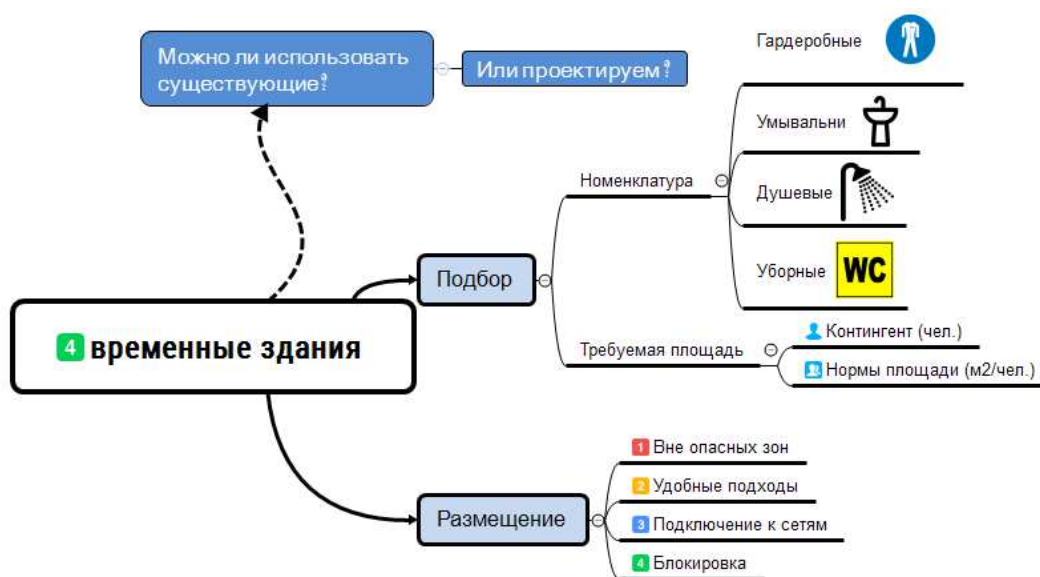 Можно ли использовать
существующие?
Или проектируем?
Гардеробные
Умывальни
Номенклатура
Душевые
Подбор
Уборные
WC
4 временные здания
Требуемая площадь
Контингент (чел.)
Нормы площади (м2/чел.)
1 Вне опасных зон
2 Удобные подходы
Размещение
3 Подключение к сетям
4 Блокировка